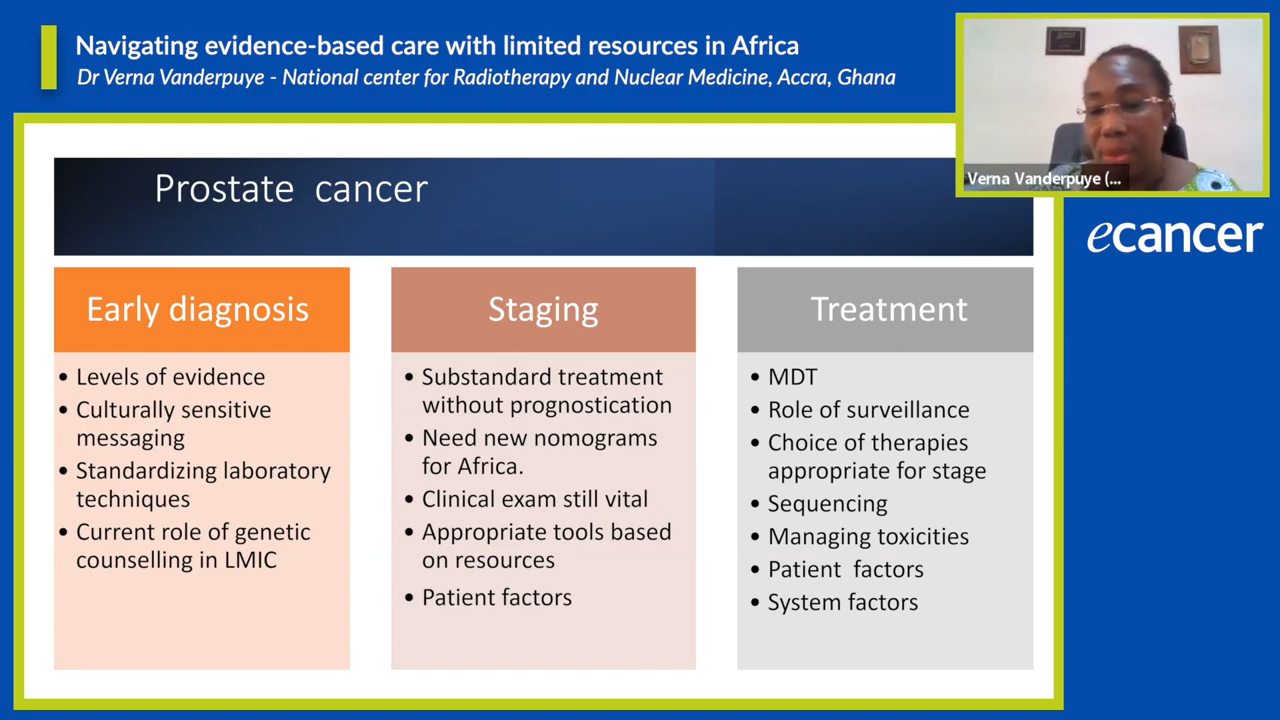 Navigating evidence-based care with limited resources in Africa
Dr Verna Vanderpuye - National center for Radiotherapy and Nuclear Medicine, Accra, Ghana
Verna Vanderpuye (...
ecancer
Prostate cancer
Early diagnosis
• Levels of evidence
• Culturally sensitive
messaging
• Standardizing laboratory
techniques
• Current role of genetic
counselling in LMIC
Staging
• Substandard treatment
without prognostication
• Need new nomograms
for Africa.
• Clinical exam still vital
• Appropriate tools based
on resources
• Patient factors
Treatment
• MDT
• Role of surveillance
• Choice of therapies
appropriate for stage
• Sequencing
• Managing toxicities
• Patient factors
• System factors